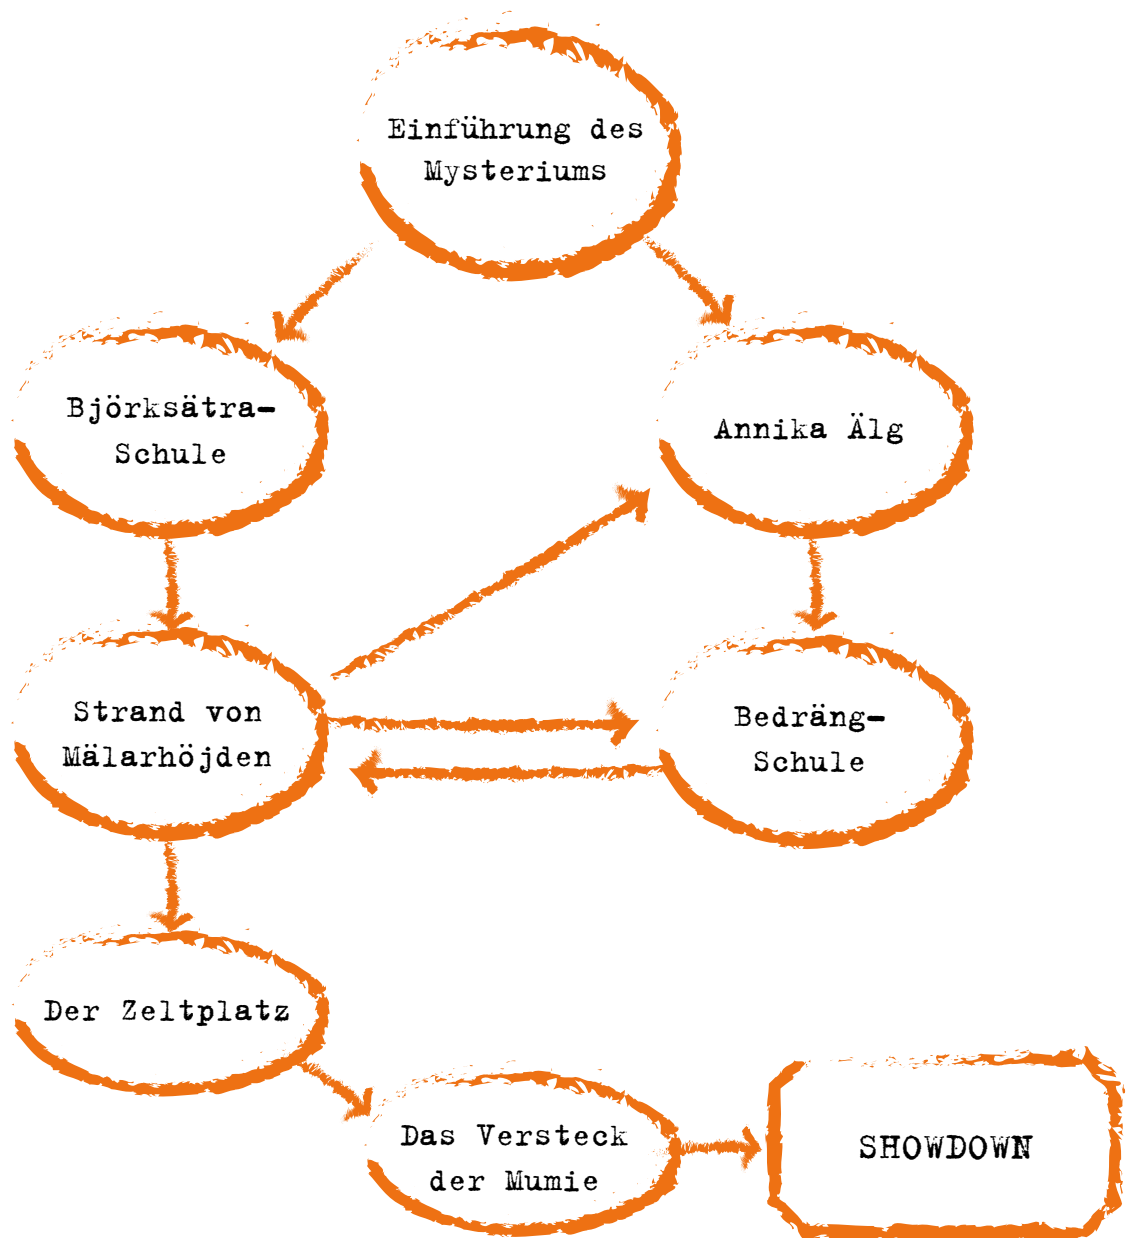 Einführung des
Mysteriums
Björksätra-
Schule
Annika Älg
Strand von
Mälarhöjden
Bedräng-
Schule
Der Zeltplatz
Das Versteck
der Mumie
SHOWDOWN